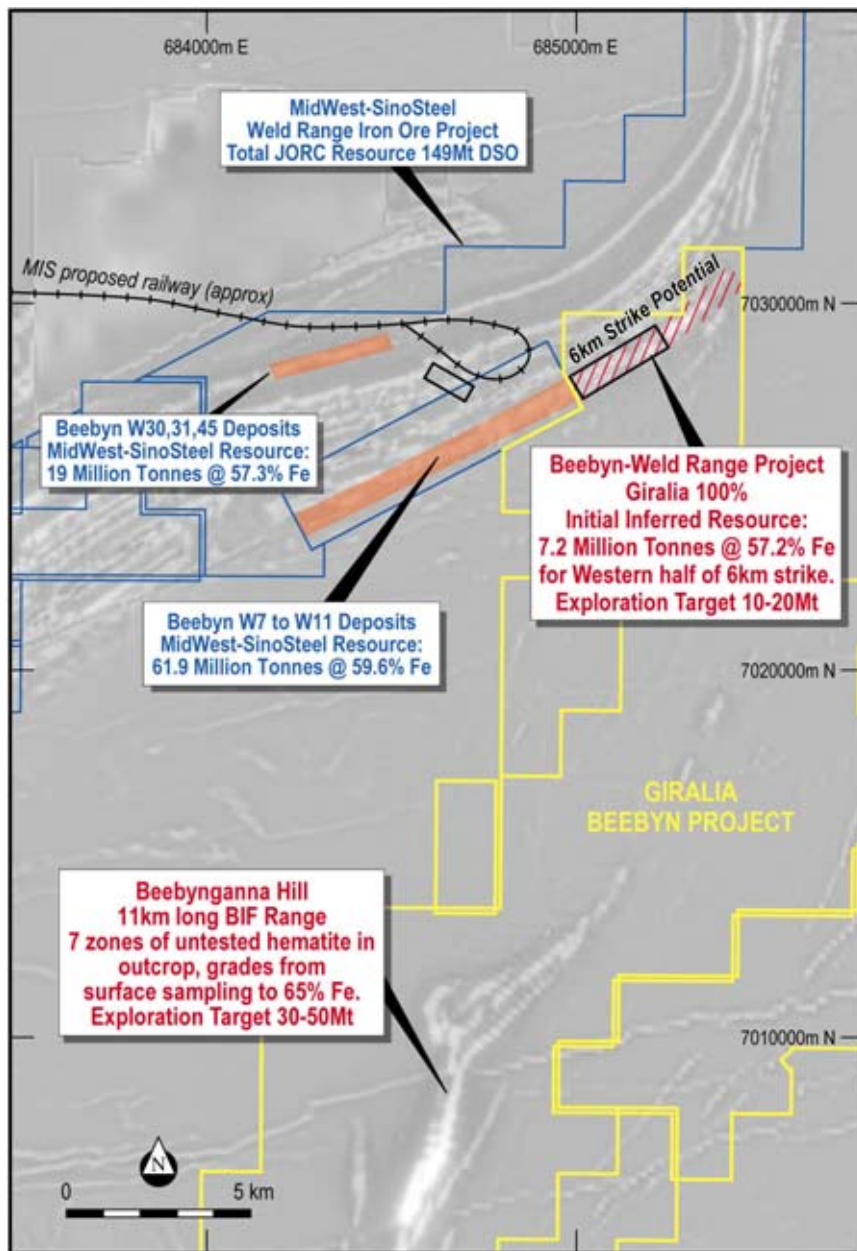 684000m E
685000m E
MidWest-SinoSteel
Weld Range Iron Ore Project
Total JORC Resource 149Mt DSO
MIS proposed railway (approx)
7030000m N
6km Strike Potential
Beebyn W30,31,45 Deposits
MidWest-SinoSteel Resource:
19 Million Tonnes @ 57.3% Fe
Beebyn-Weld Range Project
Giralia 100%
Initial Inferred Resource:
7.2 Million Tonnes @ 57.2% Fe
for Western half of 6km strike.
Exploration Target 10-20Mt
Beebyn W7 to W11 Deposits
MidWest-SinoSteel Resource:
61.9 Million Tonnes @ 59.6% Fe
7020000m N
GIRALIA
BEEBYN PROJECT
Beebynganna Hill
11km long BIF Range
7 zones of untested hematite in
outcrop, grades from
surface sampling to 65% Fe.
Exploration Target 30-50Mt
7010000m N
N
0 5 km